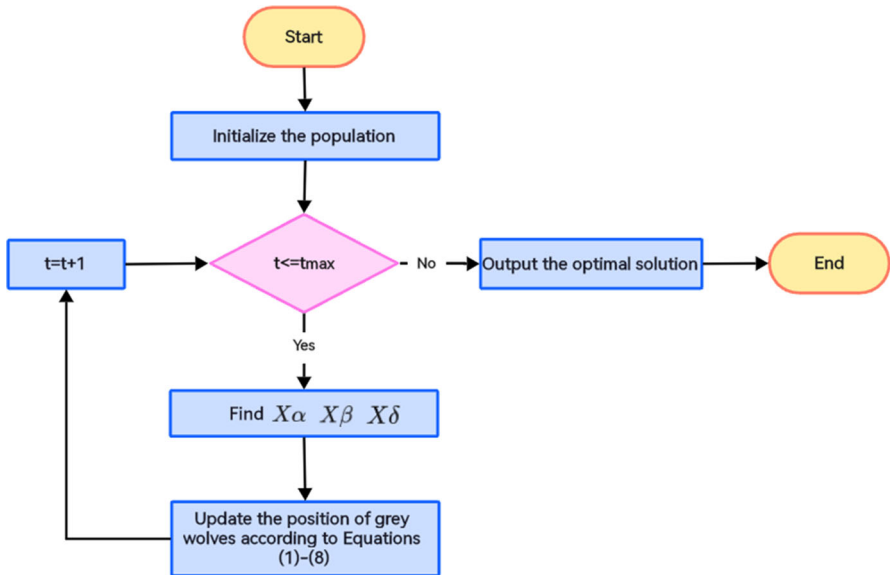 Start
Initialize the population
t=t+1
t<=tmax
No
Output the optimal solution
End
Yes
Find Xα Xβ Xδ
Update the position of grey
wolves according to Equations
(1)-(8)